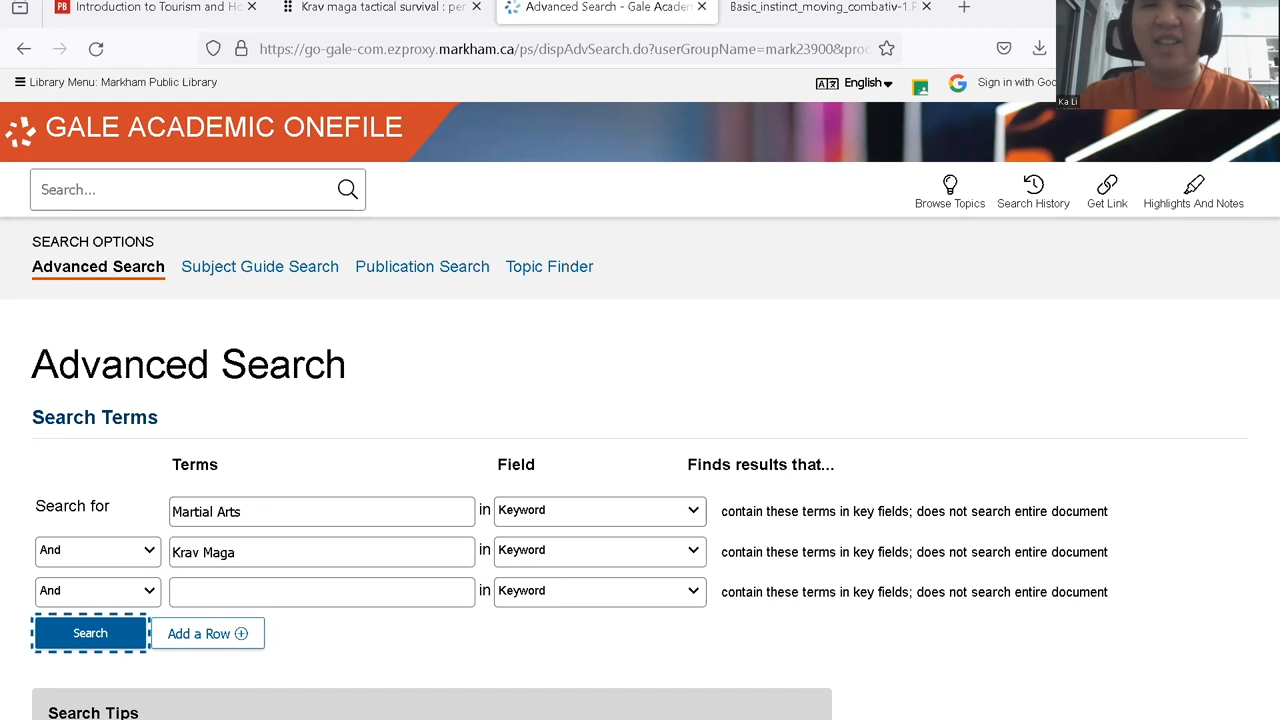 Introduction to Tourism and Ho
Krav maga tactical survival : per
Advanced Search - Gale Academ
Basic_instinct_moving_combativ-1.P
https://go-gale-com.ezproxy.markham.ca/ps/dispAdvSearch.do?userGroupName=mark23900&pro
Library Menu: Markham Public Library
English
Sign in with Goo
Ka Li
GALE ACADEMIC ONEFILE
Search...
Browse Topics
Search History
Get Link
Highlights And Notes
SEARCH OPTIONS
Advanced Search Subject Guide Search Publication Search Topic Finder
Advanced Search
Search Terms
Terms Field Finds results that...
Search for Martial Arts in Keyword contain these terms in key fields; does not search entire document
And Krav Maga in Keyword contain these terms in key fields; does not search entire document
And in Keyword contain these terms in key fields; does not search entire document
Search Add a Row
Search Tips